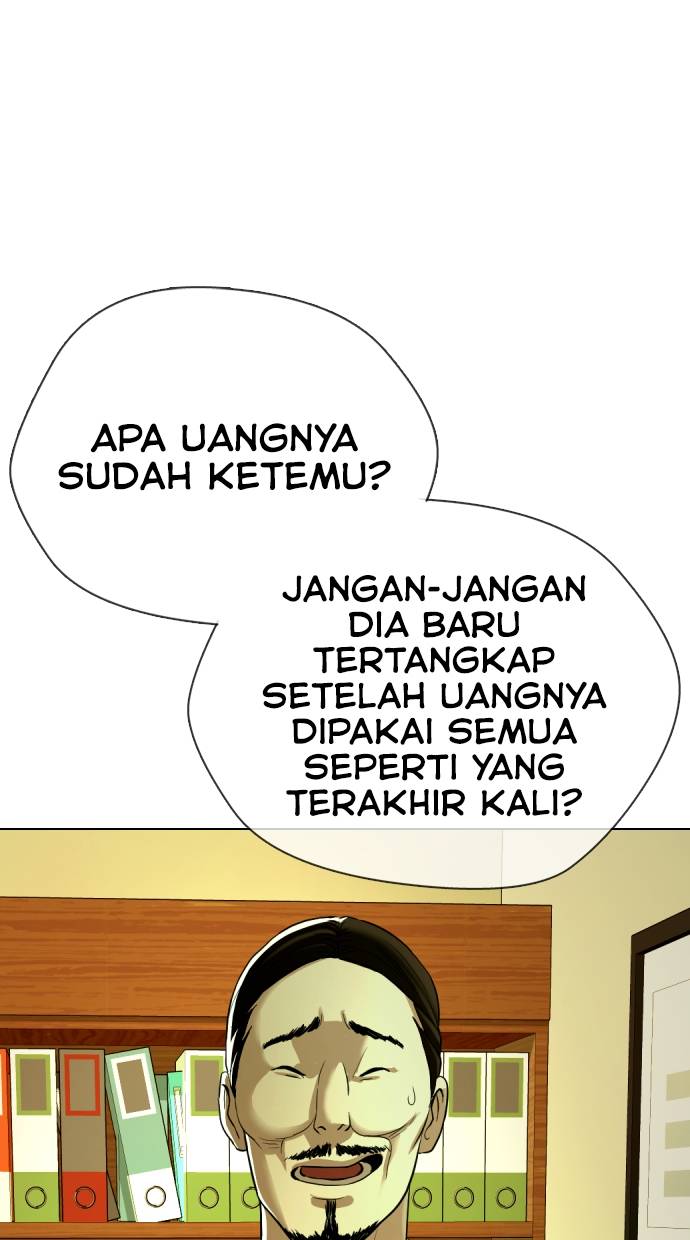 APA UANGNYA
SUDAH KETEMU?
JANGAN-JANGAN
DIA BARU
TERTANGKAP
SETELAH UANGNYA
DIPAKAI SEMUA
SEPERTI YANG
TERAKHIR KALI?